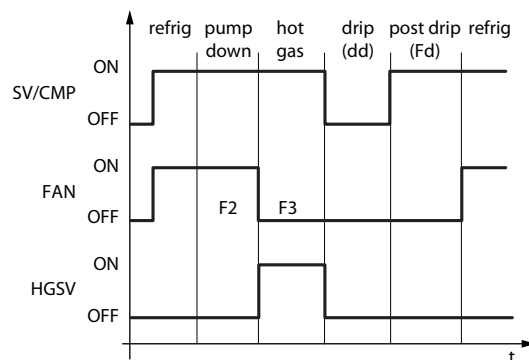 refrig pump down hot gas drip (dd) post drip (Fd) refrig
ON
SV/CMP
OFF
ON
FAN
OFF F2 F3
ON
HGSV
OFF
t